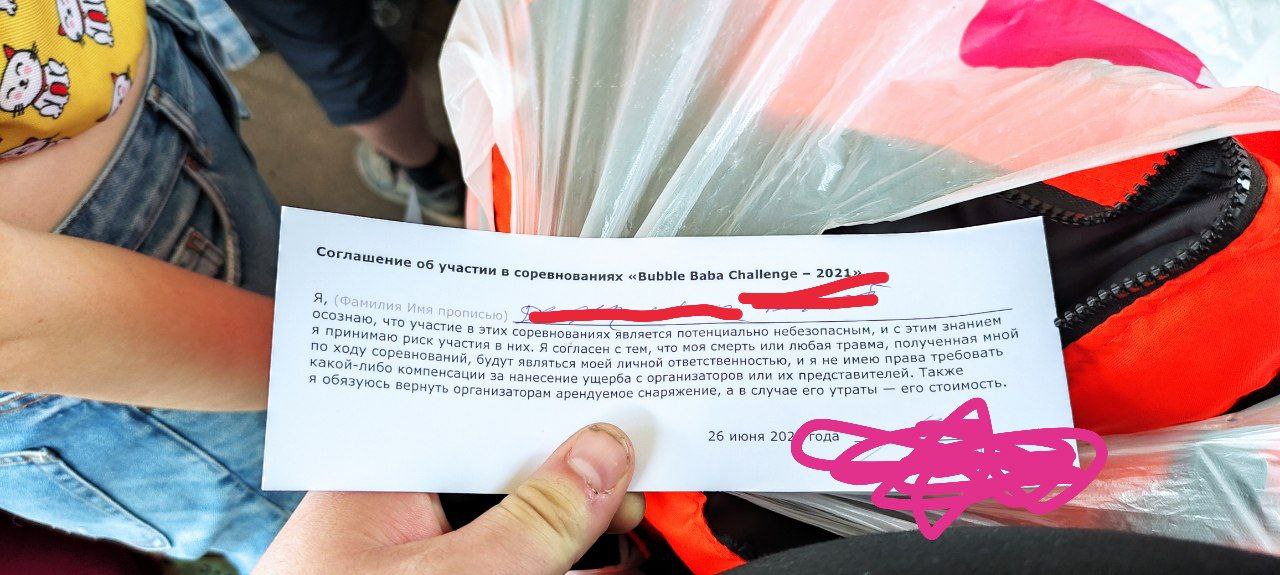 Соглашение об участии в соревнованиях «Bubble Baba Challenge – 2021»
Я, (Фамилия Имя прописью)
осознаю, что участие в этих соревнованиях является потенциально небезопасным, и с этим знанием
я принимаю риск участия в них. Я согласен с тем, что моя смерть или любая травма, полученная мной
по ходу соревнований, будут являться моей личной ответственностью, и я не имею права требовать
какой-либо компенсации за нанесение ущерба с организаторов или их представителей. Также
я обязуюсь вернуть организаторам арендуемое снаряжение, а в случае его утраты — его стоимость.
26 июня 202 года